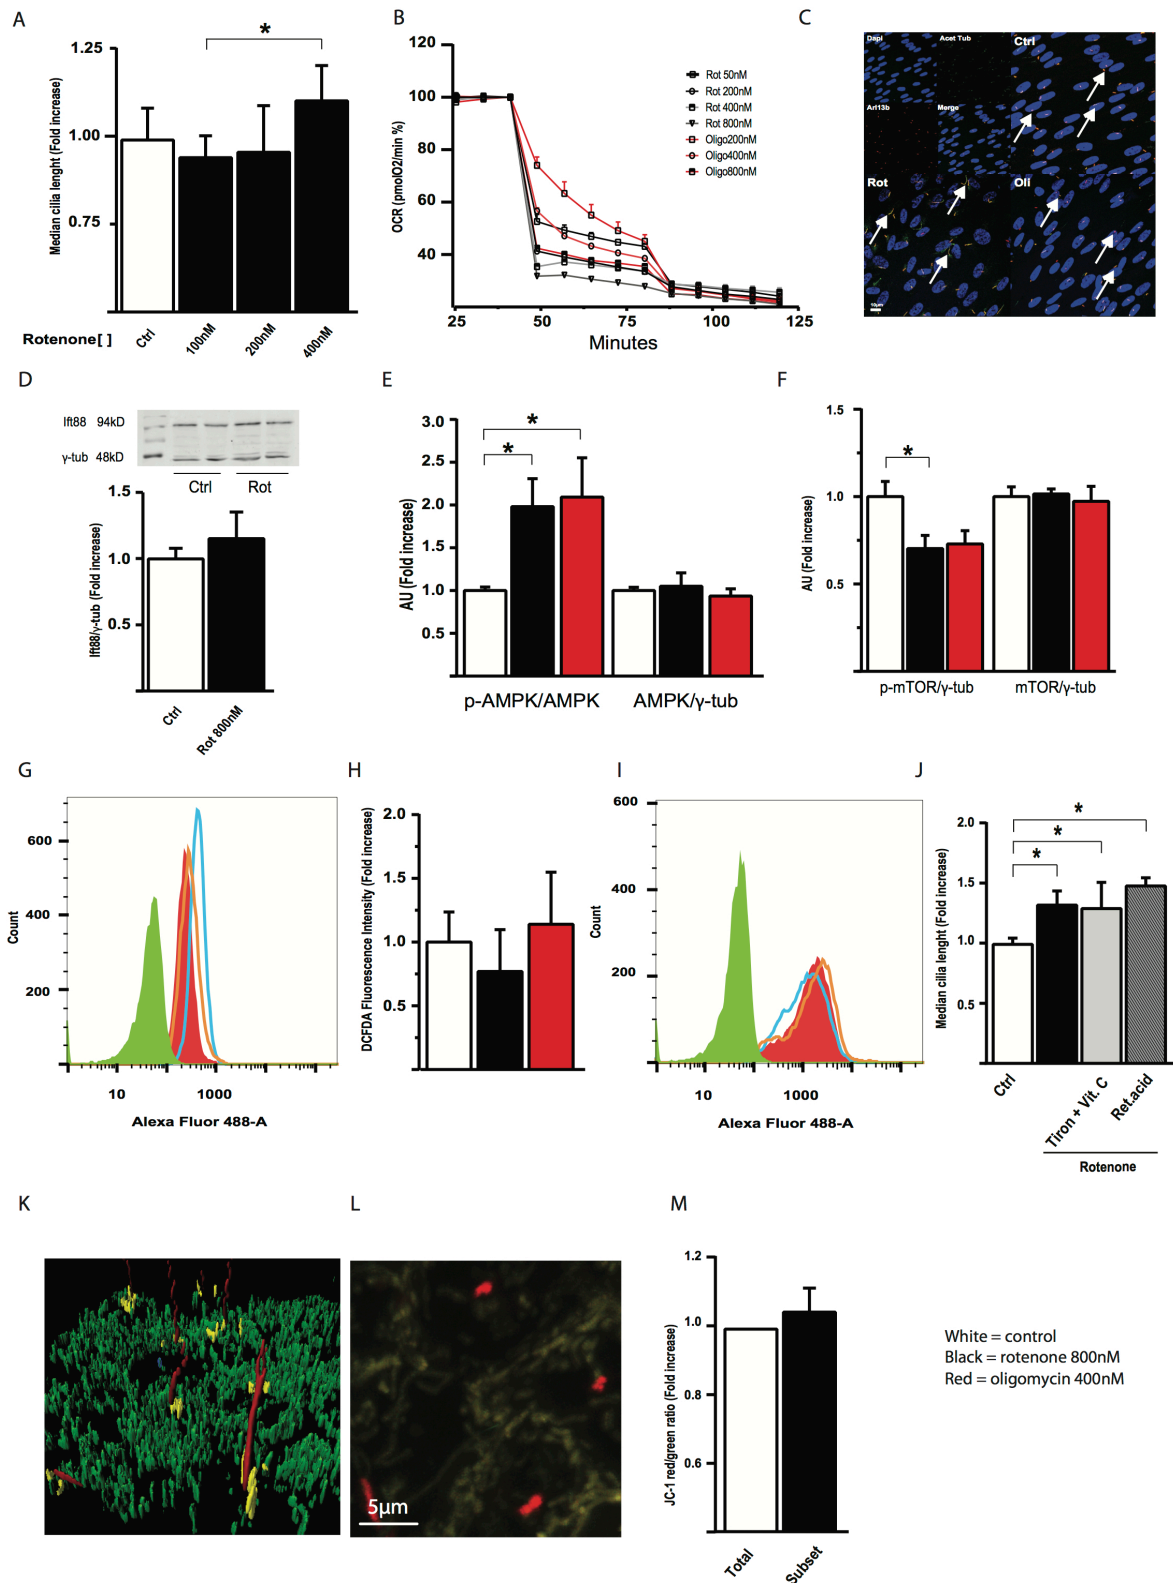 A
*
1.25
1.00
0.75
Median cilia lenght (Fold increase)
Rotenone[ ]
Ctrl
100nM
200nM
400nM
B
120
100
80
60
40
OCR (pmolO2/min %)
25
50
75
100
125
Minutes
Rot 50nM
Rot 200nM
Rot 400nM
Rot 800nM
Oligo200nM
Oligo400nM
Oligo800nM
C
Dapi
Acet Tub
Ctrl
Arl13b
Merge
Rot
Oli
10µm
D
Ift88 94kD
γ-tub 48kD
Ctrl
Rot
1.5
1.0
0.5
Ift88/γ-tub (Fold increase)
Ctrl
Rot 800nM
E
3.0
2.5
2.0
1.5
1.0
0.5
AU (Fold increase)
*
*
p-AMPK/AMPK
AMPK/γ-tub
F
1.5
1.0
0.5
AU (Fold increase)
*
p-mTOR/γ-tub
mTOR/γ-tub
G
600
400
200
Count
10
1000
Alexa Fluor 488-A
H
2.0
1.5
1.0
0.5
DCFDA Fluorescence Intensity (Fold increase)
I
600
400
200
Count
10
1000
Alexa Fluor 488-A
J
2.0
1.5
1.0
0.5
Median cilia lenght (Fold increase)
*
*
*
Ctrl
Tiron + Vit. C
Ret.acid
Rotenone
K
L
5µm
M
1.2
1.0
0.8
0.6
JC-1 red/green ratio (Fold increase)
Total
Subset
White = control
Black = rotenone 800nM
Red = oligomycin 400nM